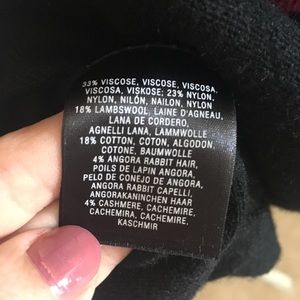 33% VISCOSE, VISCOSE, VISCOSA,
VISCOSA, VISKOSE; 23% NYLON,
NYLON, NILÓN, NAILON, NYLON
18% LAMBSWOOL, LAINE D'AGNEAU,
LANA DE CORDERO,
AGNELLI LANA, LAMMWOLLE
18% COTTON, COTON, ALGODON,
COTONE, BAUMWOLLE
4% ANGORA RABBIT HAIR,
POILS DE LAPIN ANGORA,
PELO DE CONEJO DE ANGORA,
ANGORA RABBIT CAPELLI,
ANGORAKANINCHEN HAAR
4% CASHMERE, CACHEMIRE,
CACHEMIRA, CACHEMIRA,
KASCHMIR